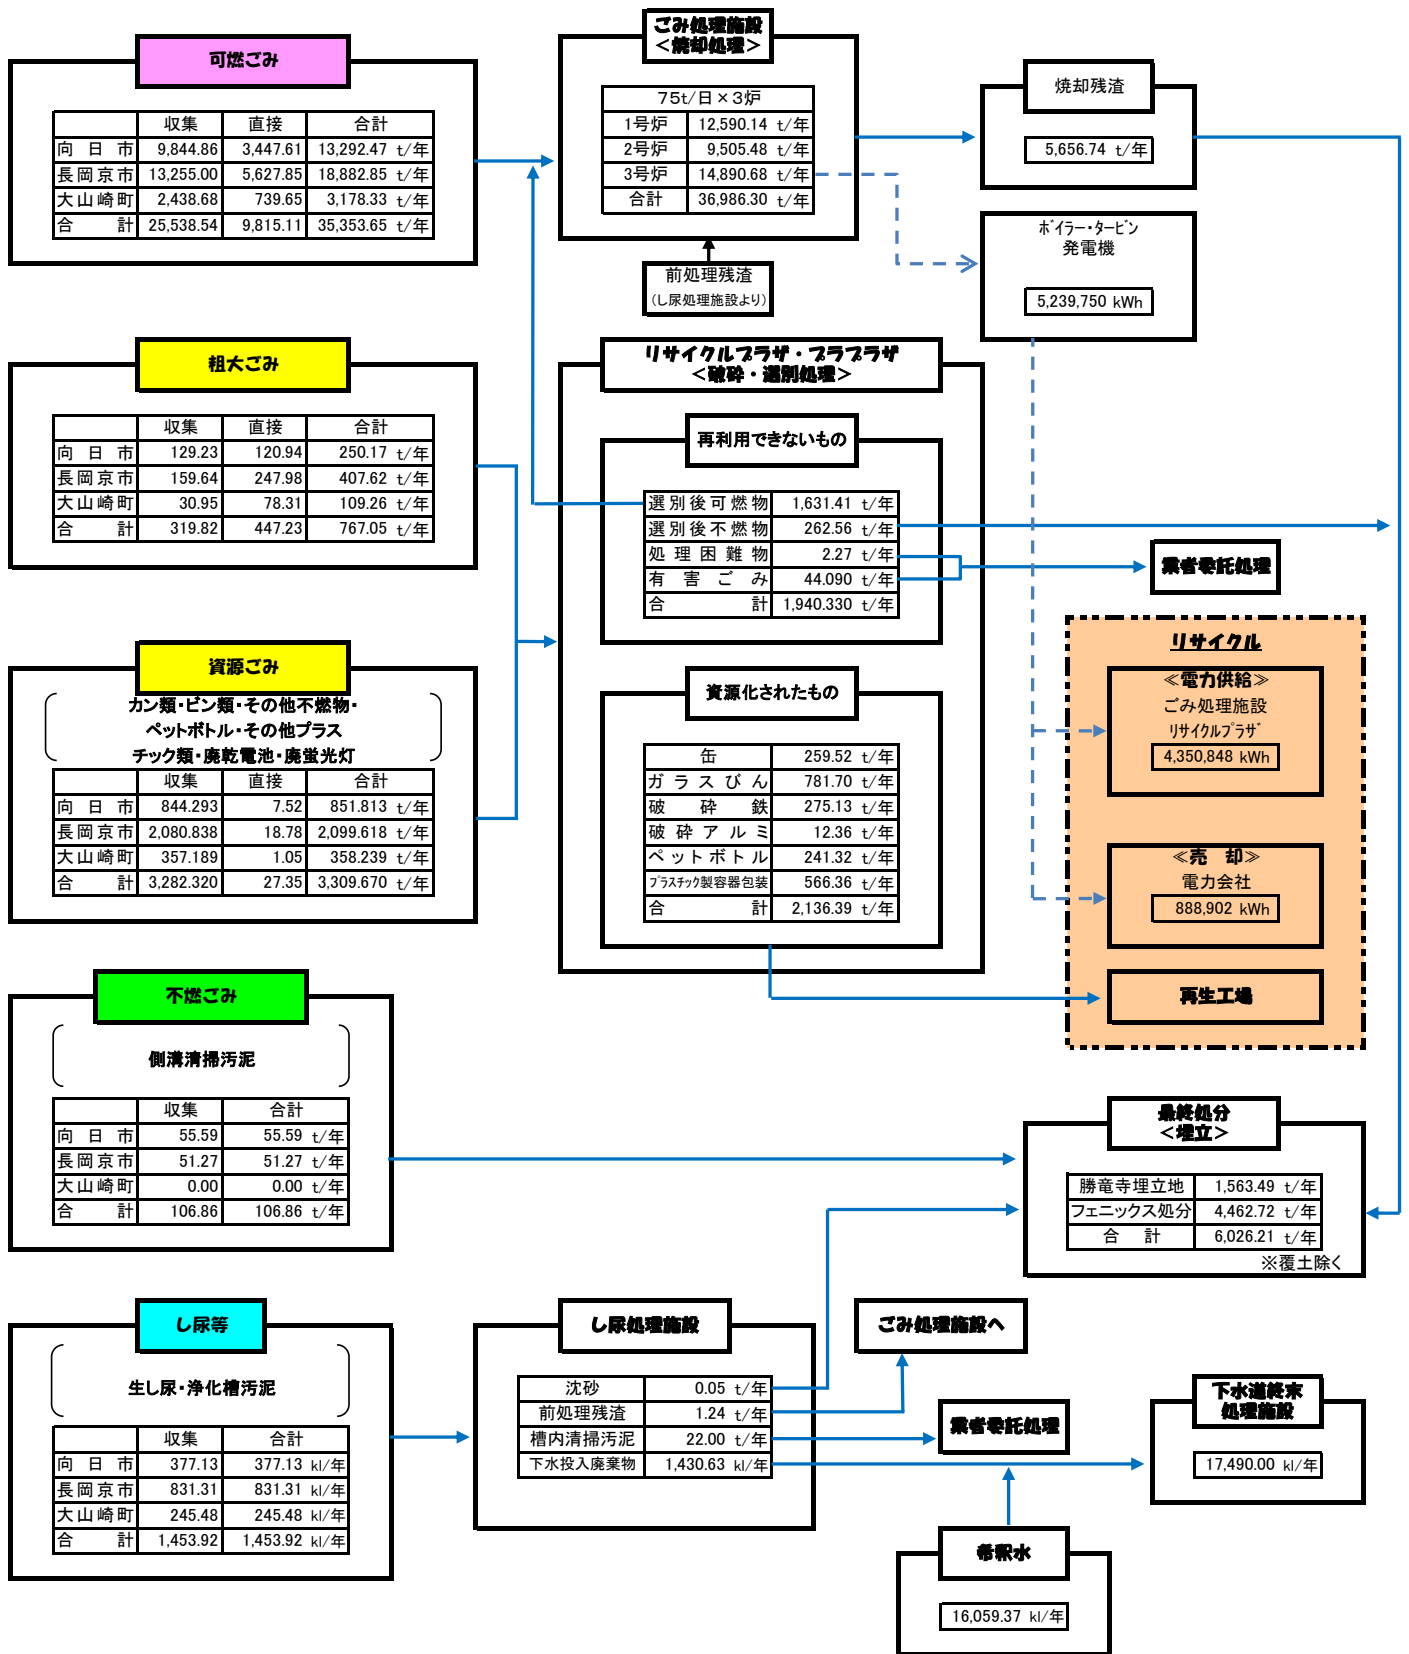 可燃ごみ
収集 直接 合計
向日市 9,844.86 3,447.61 13,292.47 t/年
長岡京市 13,255.00 5,627.85 18,882.85 t/年
大山崎町 2,438.68 739.65 3,178.33 t/年
合計 25,538.54 9,815.11 35,353.65 t/年
ごみ処理施設
＜焼却処理＞
75t/日×3炉
1号炉 12,590.14 t/年
2号炉 9,505.48 t/年
3号炉 14,890.68 t/年
合計 36,986.30 t/年
前処理残渣
(し尿処理施設より)
焼却残渣
5,656.74 t/年
ﾎﾞｲﾗｰ・ﾀｰﾋﾞﾝ
発電機
5,239,750 kWh
粗大ごみ
収集 直接 合計
向日市 129.23 120.94 250.17 t/年
長岡京市 159.64 247.98 407.62 t/年
大山崎町 30.95 78.31 109.26 t/年
合計 319.82 447.23 767.05 t/年
資源ごみ
カン類・ビン類・その他不燃物・
ペットボトル・その他プラス
チック類・廃乾電池・廃蛍光灯
収集 直接 合計
向日市 844.293 7.52 851.813 t/年
長岡京市 2,080.838 18.78 2,099.618 t/年
大山崎町 357.189 1.05 358.239 t/年
合計 3,282.320 27.35 3,309.670 t/年
リサイクルプラザ・プラプラザ
＜破砕・選別処理＞
再利用できないもの
選別後可燃物 1,631.41 t/年
選別後不燃物 262.56 t/年
処理困難物 2.27 t/年
有害ごみ 44.090 t/年
合計 1,940.330 t/年
資源化されたもの
缶 259.52 t/年
ガラスびん 781.70 t/年
破砕鉄 275.13 t/年
破砕アルミ 12.36 t/年
ペットボトル 241.32 t/年
ﾌﾟﾗｽﾁｯｸ製容器包装 566.36 t/年
合計 2,136.39 t/年
業者委託処理
リサイクル
≪電力供給≫
ごみ処理施設
ﾘｻｲｸﾙﾌﾟﾗｻﾞ
4,350,848 kWh
≪売　却≫
電力会社
888,902 kWh
再生工場
不燃ごみ
側溝清掃汚泥
収集 合計
向日市 55.59 55.59 t/年
長岡京市 51.27 51.27 t/年
大山崎町 0.00 0.00 t/年
合計 106.86 106.86 t/年
最終処分
＜埋立＞
勝竜寺埋立地 1,563.49 t/年
フェニックス処分 4,462.72 t/年
合計 6,026.21 t/年
※覆土除く
し尿等
生し尿・浄化槽汚泥
収集 合計
向日市 377.13 377.13 kl/年
長岡京市 831.31 831.31 kl/年
大山崎町 245.48 245.48 kl/年
合計 1,453.92 1,453.92 kl/年
し尿処理施設
沈砂 0.05 t/年
前処理残渣 1.24 t/年
槽内清掃汚泥 22.00 t/年
下水投入廃棄物 1,430.63 kl/年
ごみ処理施設へ
業者委託処理
下水道終末
処理施設
17,490.00 kl/年
希釈水
16,059.37 kl/年